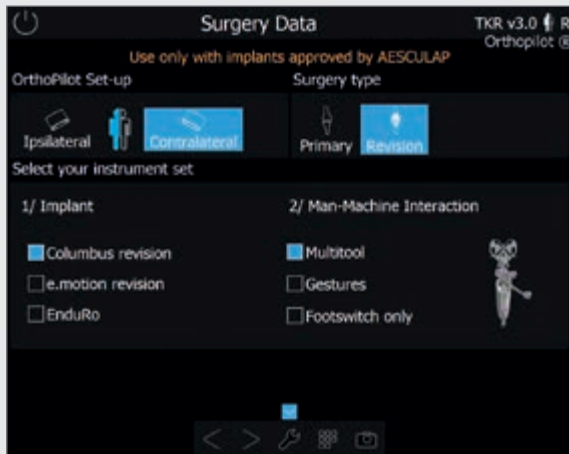 Surgery Data
TKR v3.0 R
Orthopilot ®
Use only with implants approved by AESCULAP
OrthoPilot Set-up
Surgery type
Ipsilateral
Contralateral
Primary
Revision
Select your instrument set
1/ Implant
2/ Man-Machine Interaction
Columbus revision
Multitool
e.motion revision
Gestures
EnduRo
Footswitch only